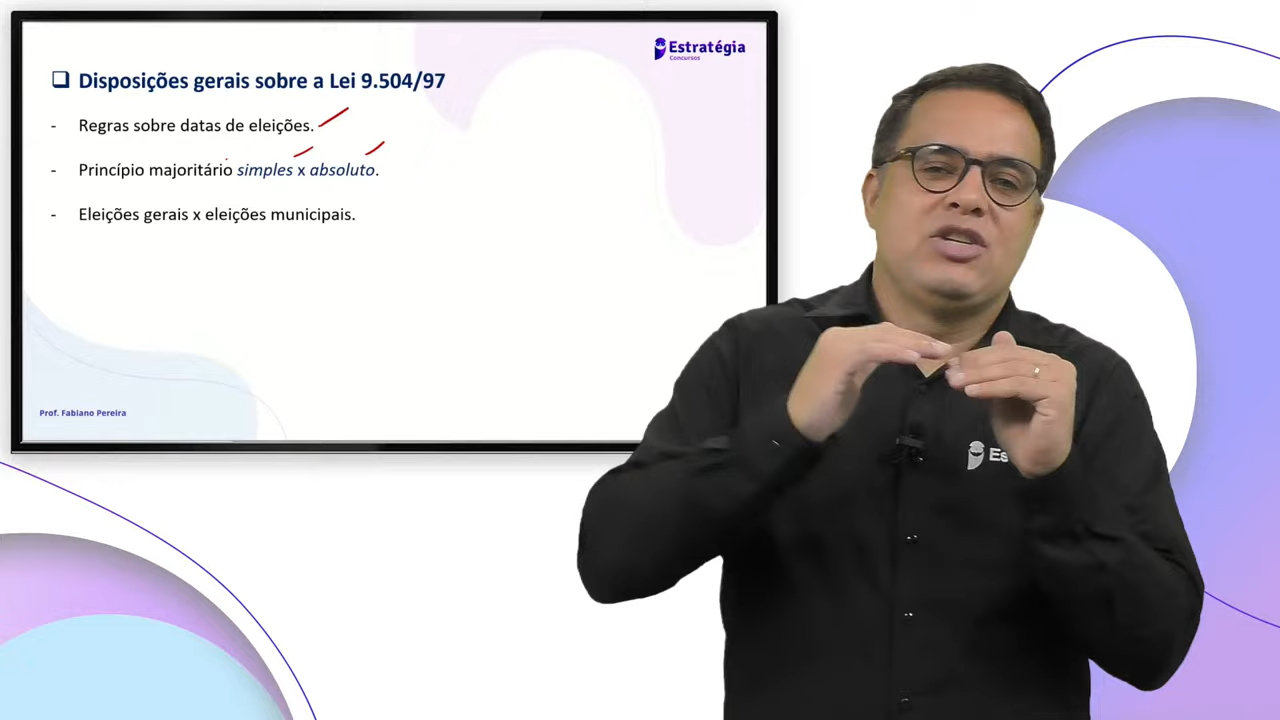 Estratégia
Concursos
Disposições gerais sobre a Lei 9.504/97
- Regras sobre datas de eleições.
- Princípio majoritário simples x absoluto.
- Eleições gerais x eleições municipais.
Prof. Fabiano Pereira
Es